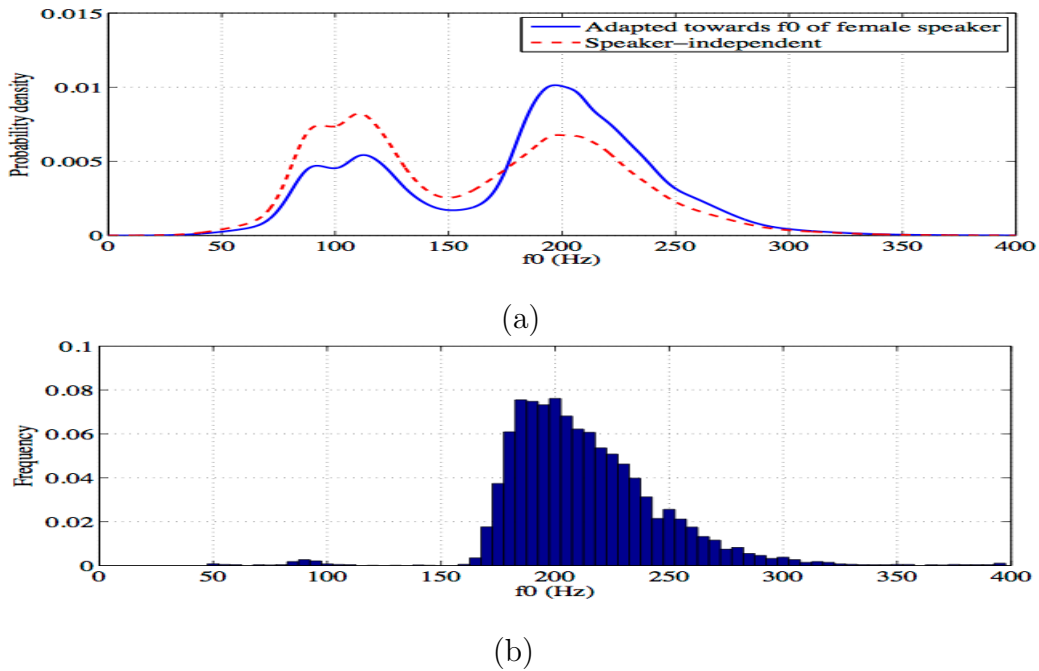 0.015
Adapted towards f0 of female speaker
Speaker−independent
0.01
Probability density
0.005
0
0 50 100 150 200 250 300 350 400
f0 (Hz)
(a)
0.1
0.08
0.06
Frequency
0.04
0.02
0
0 50 100 150 200 250 300 350 400
f0 (Hz)
(b)